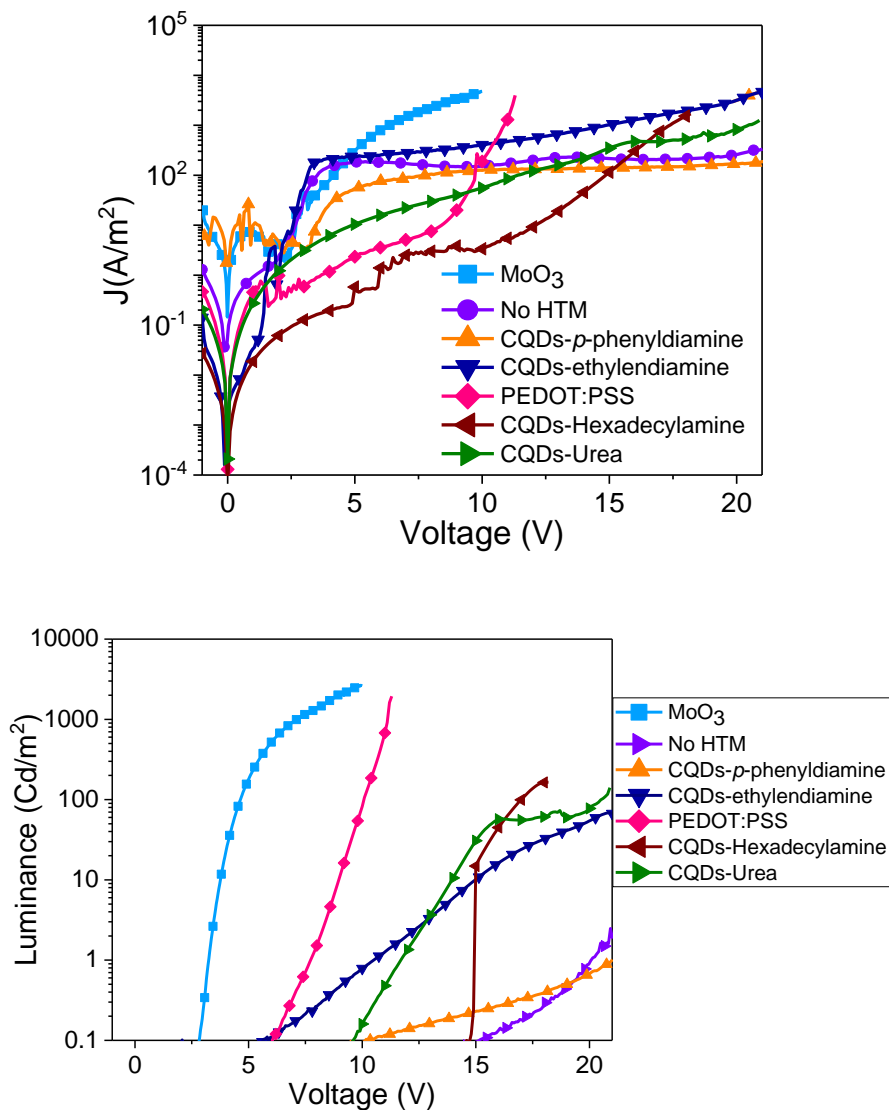 10^5
10^2
10^-1
10^-4
J(A/m^2)
MoO_3
No HTM
CQDs-p-phenyldiamine
CQDs-ethylendiamine
PEDOT:PSS
CQDs-Hexadecylamine
CQDs-Urea
0 5 10 15 20
Voltage (V)
10000
1000
100
10
1
0.1
Luminance (Cd/m^2)
MoO_3
No HTM
CQDs-p-phenyldiamine
CQDs-ethylendiamine
PEDOT:PSS
CQDs-Hexadecylamine
CQDs-Urea
0 5 10 15 20
Voltage (V)